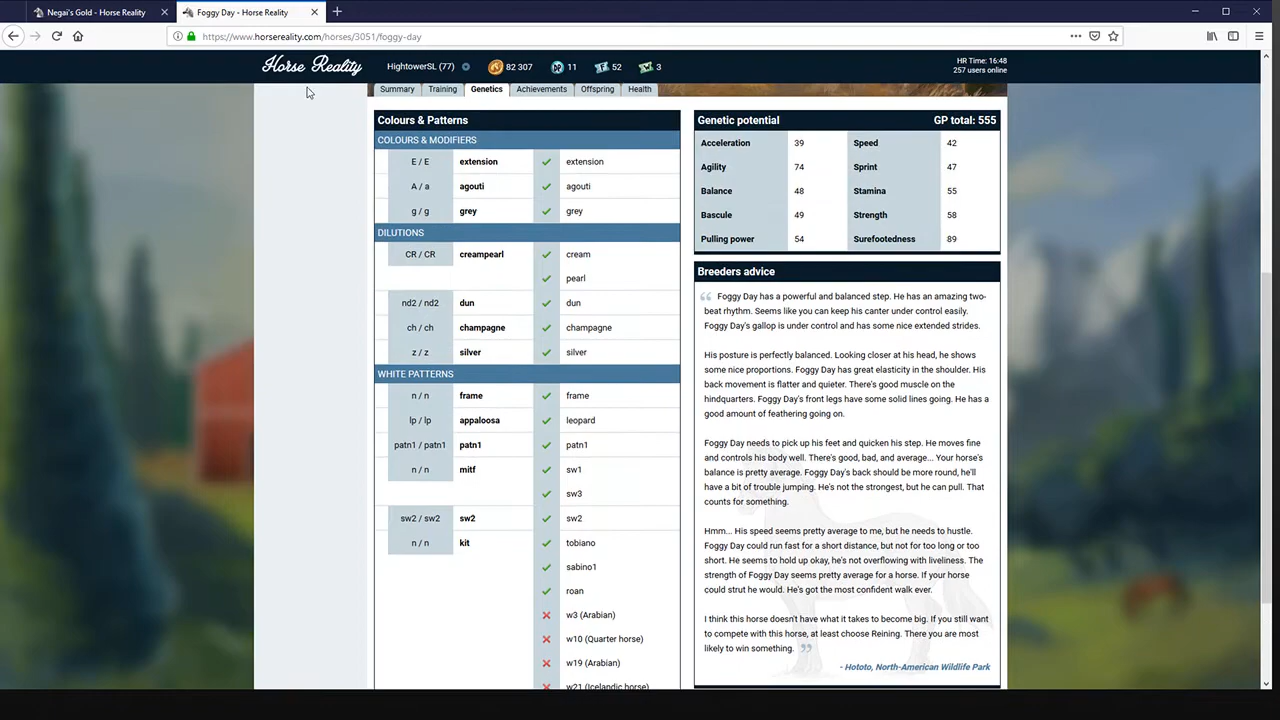 Negai's Gold - Horse Reality
Foggy Day - Horse Reality
https://www.horsereality.com/horses/3051/foggy-day
Horse Reality
HightowerSL (77)
82 307
11
52
3
HR Time: 16:48
257 users online
Summary
Training
Genetics
Achievements
Offspring
Health
Colours & Patterns
COLOURS & MODIFIERS
E / E extension extension
A / a agouti agouti
g / g grey grey
DILUTIONS
CR / CR creampearl cream
pearl
nd2 / nd2 dun dun
ch / ch champagne champagne
z / z silver silver
WHITE PATTERNS
n / n frame frame
lp / lp appaloosa leopard
patn1 / patn1 patn1 patn1
n / n mitf sw1
sw3
sw2 / sw2 sw2 sw2
n / n kit tobiano
sabino1
roan
w3 (Arabian)
w10 (Quarter horse)
w19 (Arabian)
w21 (Icelandic horse)
Genetic potential GP total: 555
Acceleration 39 Speed 42
Agility 74 Sprint 47
Balance 48 Stamina 55
Bascule 49 Strength 58
Pulling power 54 Surefootedness 89
Breeders advice
“ Foggy Day has a powerful and balanced step. He has an amazing two-
beat rhythm. Seems like you can keep his canter under control easily.
Foggy Day's gallop is under control and has some nice extended strides.
His posture is perfectly balanced. Looking closer at his head, he shows
some nice proportions. Foggy Day has great elasticity in the shoulder. His
back movement is flatter and quieter. There's good muscle on the
hindquarters. Foggy Day's front legs have some solid lines going. He has a
good amount of feathering going on.
Foggy Day needs to pick up his feet and quicken his step. He moves fine
and controls his body well. There's good, bad, and average... Your horse's
balance is pretty average. Foggy Day's back should be more round, he'll
have a bit of trouble jumping. He's not the strongest, but he can pull. That
counts for something.
Hmm... His speed seems pretty average to me, but he needs to hustle.
Foggy Day could run fast for a short distance, but not for too long or too
short. He seems to hold up okay, he's not overflowing with liveliness. The
strength of Foggy Day seems pretty average for a horse. If your horse
could strut he would. He's got the most confident walk ever.
I think this horse doesn't have what it takes to become big. If you still want
to compete with this horse, at least choose Reining. There you are most
likely to win something. ”
- Hototo, North-American Wildlife Park